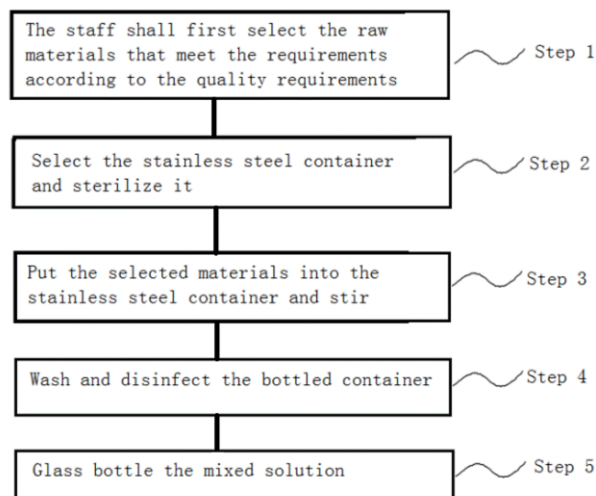 The staff shall first select the raw
materials that meet the requirements
according to the quality requirements
Step 1
Select the stainless steel container
and sterilize it
Step 2
Put the selected materials into the
stainless steel container and stir
Step 3
Wash and disinfect the bottled container
Step 4
Glass bottle the mixed solution
Step 5